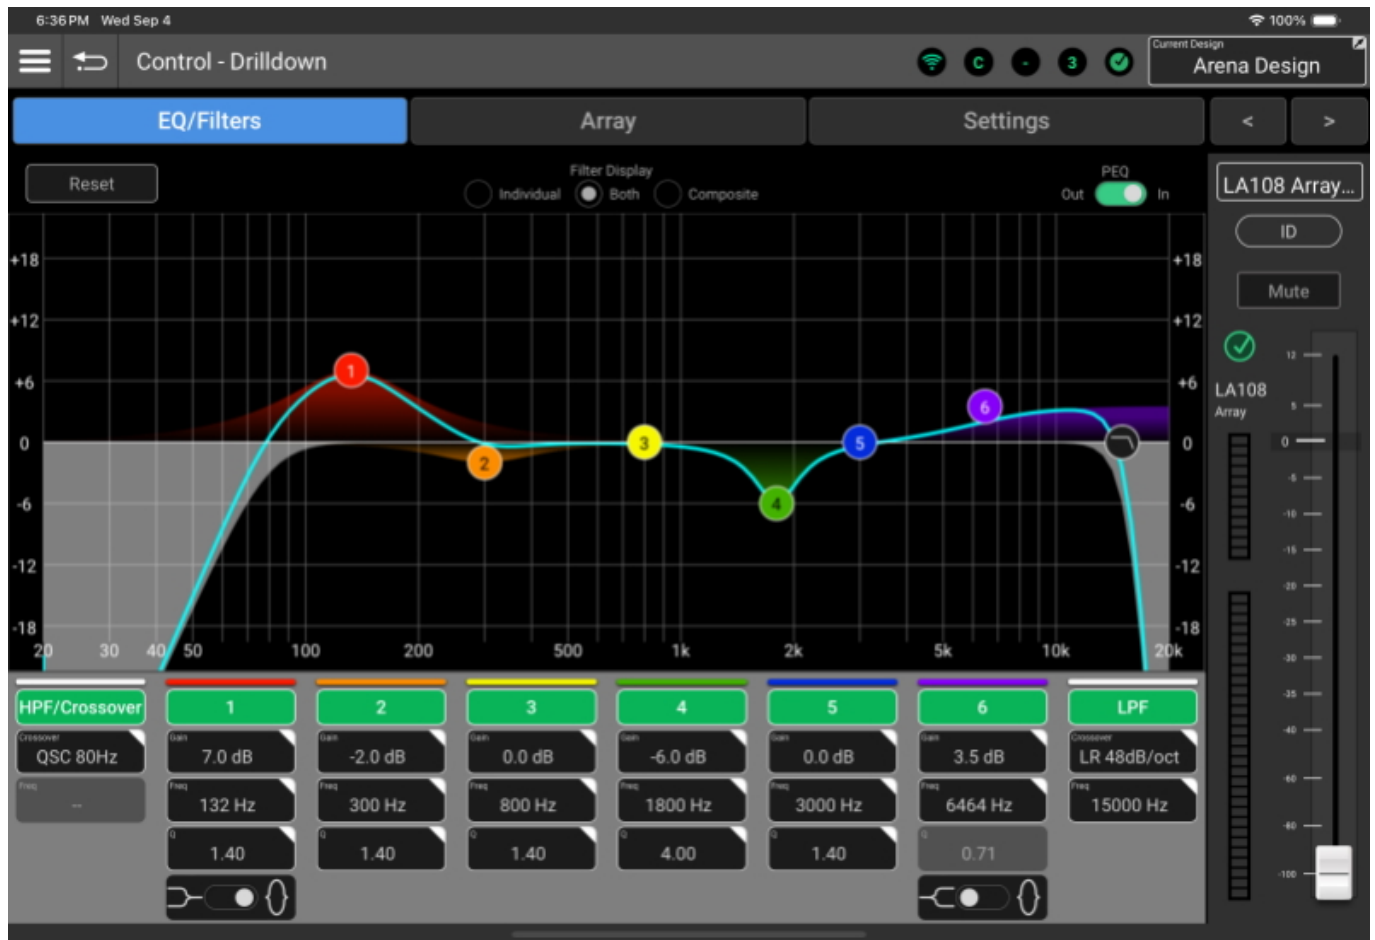 6:36 PM Wed Sep 4
100%
Control - Drilldown
C
-
3
Current Design
Arena Design
EQ/Filters
Array
Settings
<
>
Reset
Filter Display
Individual
Both
Composite
PEQ
Out
In
LA108 Array...
ID
Mute
+18
+12
+6
0
-6
-12
-18
+18
+12
+6
0
-6
-12
-18
1
2
3
4
5
6
20 30 40 50 100 200 500 1k 2k 5k 10k 20k
LA108
Array
12
5
0
-5
-10
-15
-20
-25
-30
-35
-40
-60
-80
-100
HPF/Crossover 1 2 3 4 5 6 LPF
Crossover Gain Gain Gain Gain Gain Gain Crossover
QSC 80Hz 7.0 dB -2.0 dB 0.0 dB -6.0 dB 0.0 dB 3.5 dB LR 48dB/oct
Freq Freq Freq Freq Freq Freq Freq Freq
-- 132 Hz 300 Hz 800 Hz 1800 Hz 3000 Hz 6464 Hz 15000 Hz
Q Q Q Q Q Q
1.40 1.40 1.40 4.00 1.40 0.71